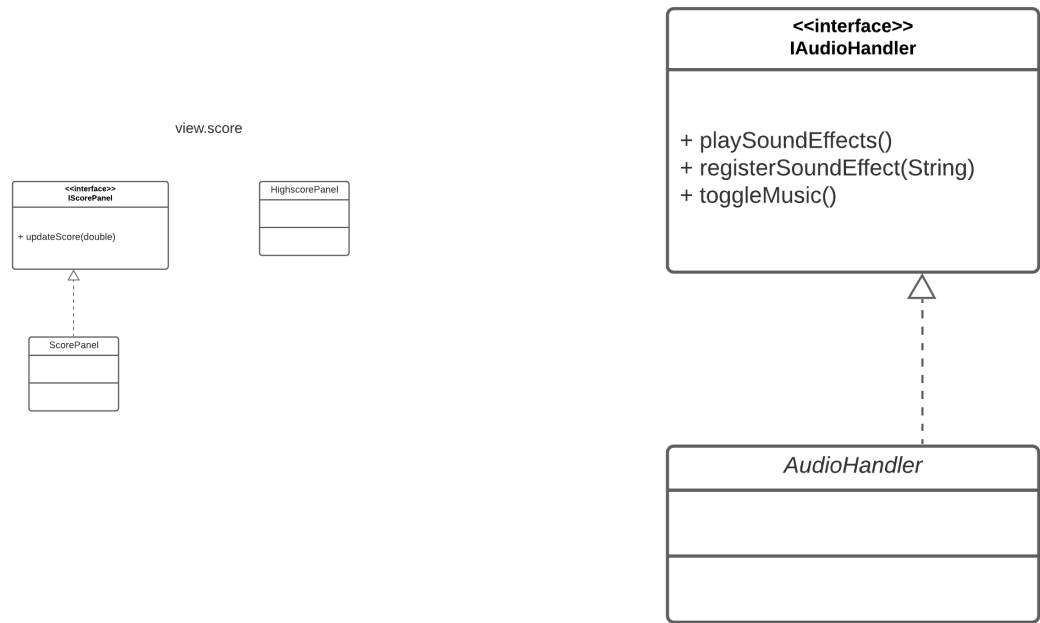 view.score
<<interface>>
IScorePanel
+ updateScore(double)
HighscorePanel
ScorePanel
<<interface>>
IAudioHandler
+ playSoundEffects()
+ registerSoundEffect(String)
+ toggleMusic()
AudioHandler